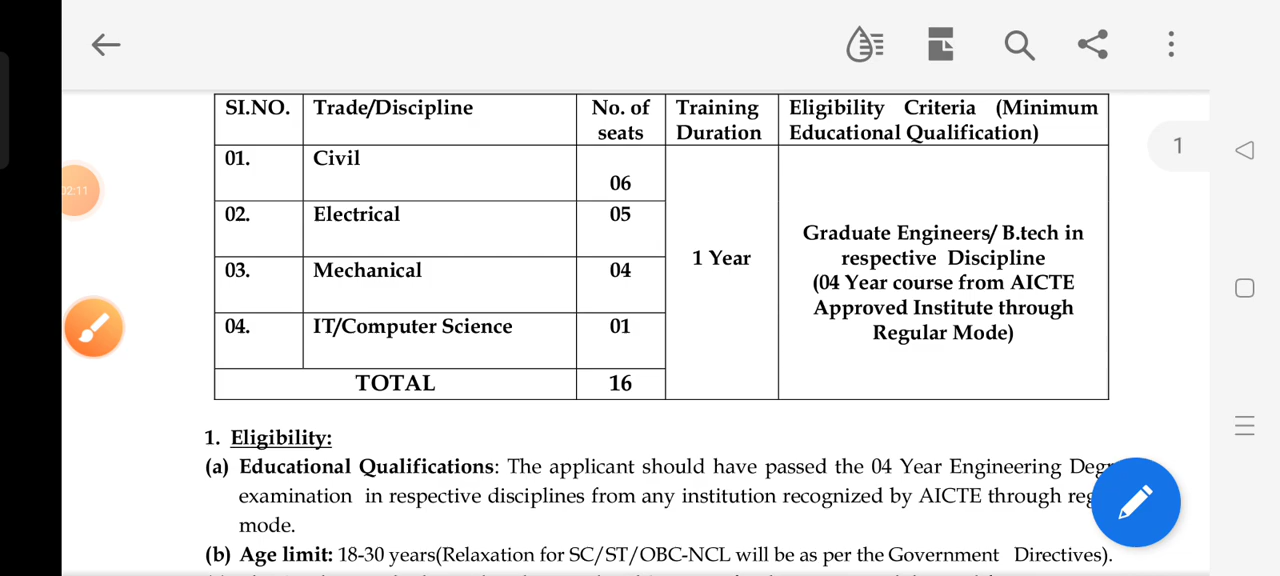 SI.NO. Trade/Discipline No. of seats Training Duration Eligibility Criteria (Minimum Educational Qualification)
01. Civil 06
02. Electrical 05
03. Mechanical 04
04. IT/Computer Science 01
1 Year
Graduate Engineers/ B.tech in
respective Discipline
(04 Year course from AICTE
Approved Institute through
Regular Mode)
TOTAL 16
1
02:11
1. Eligibility:
(a) Educational Qualifications: The applicant should have passed the 04 Year Engineering
examination in respective disciplines from any institution recognized by AICTE through
mode.
(b) Age limit: 18-30 years(Relaxation for SC/ST/OBC-NCL will be as per the Government Directives).